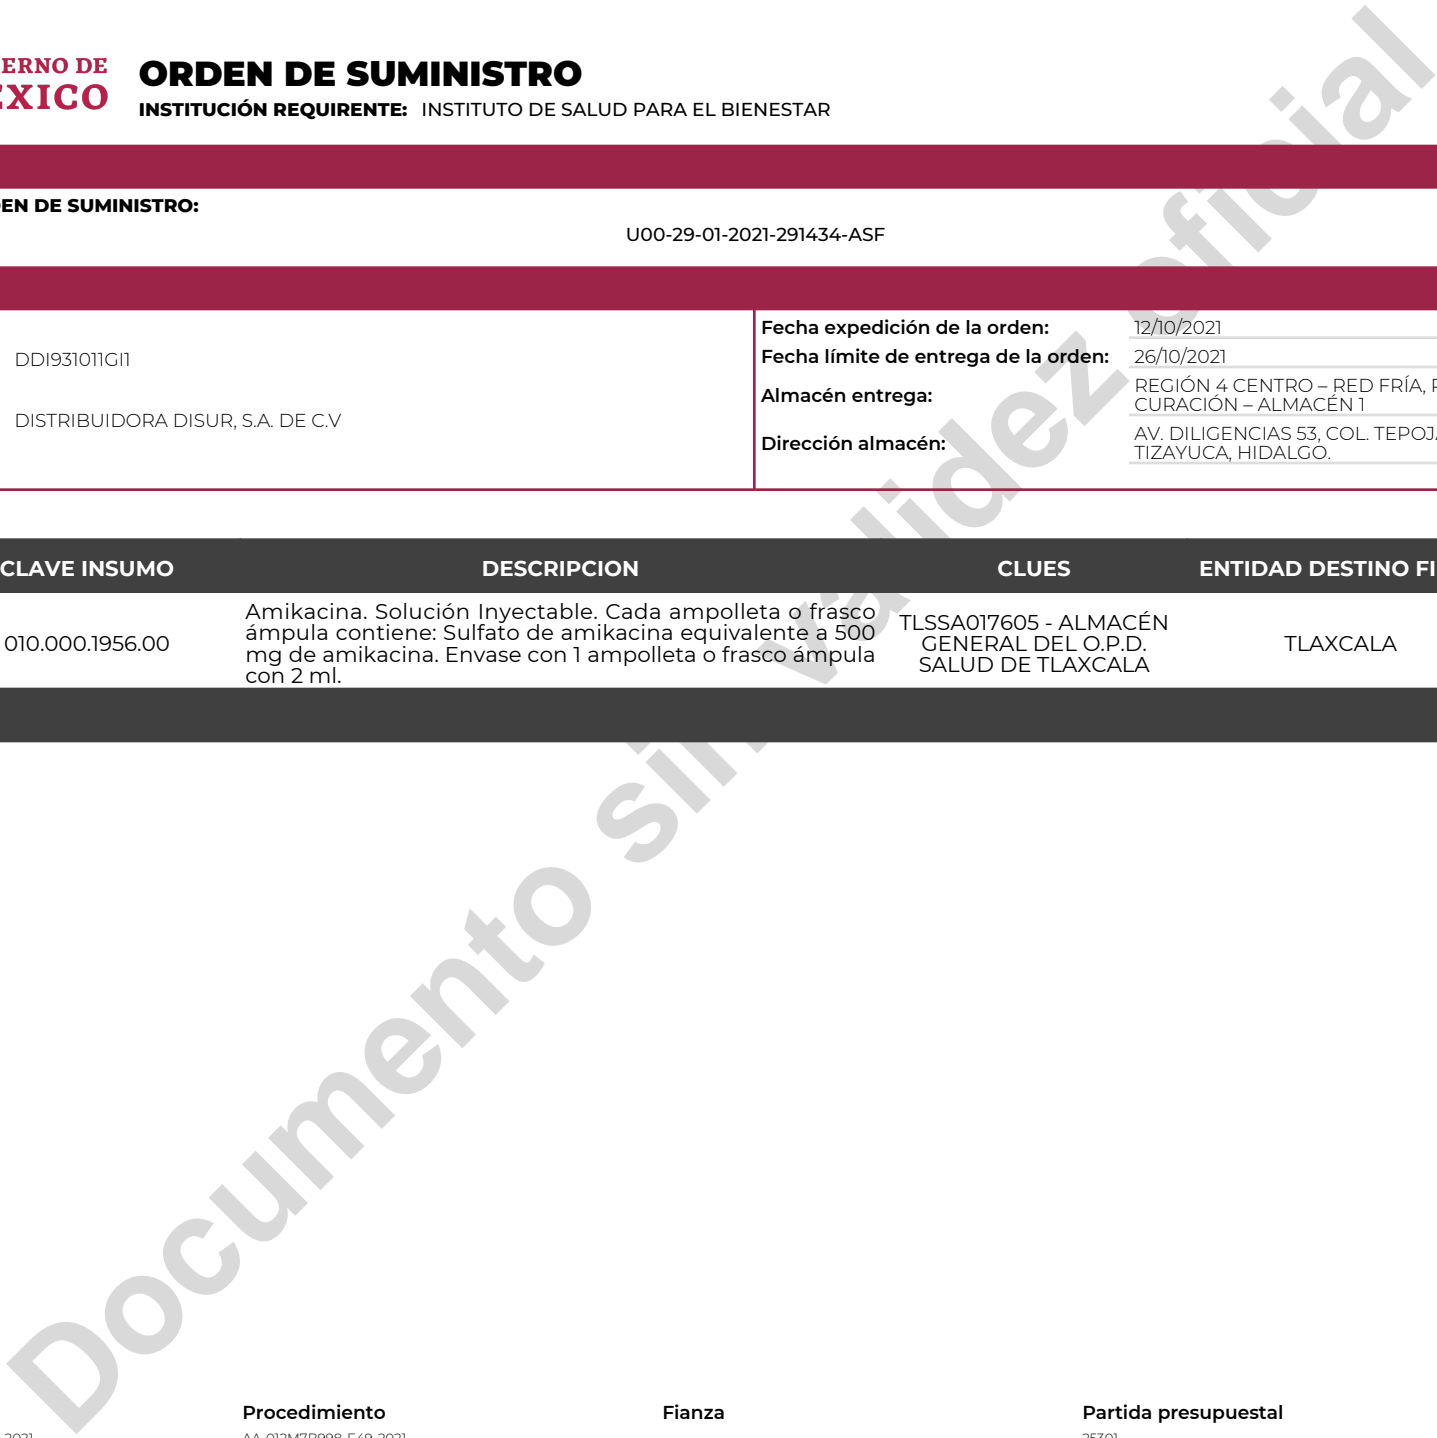 ERNO DE
EXICO
ORDEN DE SUMINISTRO
INSTITUCIÓN REQUIRENTE: INSTITUTO DE SALUD PARA EL BIENESTAR
EN DE SUMINISTRO:
U00-29-01-2021-291434-ASF
DDI931011GI1
DISTRIBUIDORA DISUR, S.A. DE C.V
Fecha expedición de la orden: 12/10/2021
Fecha límite de entrega de la orden: 26/10/2021
Almacén entrega: REGIÓN 4 CENTRO – RED FRÍA,
CURACIÓN – ALMACÉN 1
Dirección almacén: AV. DILIGENCIAS 53, COL. TEPOJ
TIZAYUCA, HIDALGO.
CLAVE INSUMO DESCRIPCION CLUES ENTIDAD DESTINO FI
010.000.1956.00
Amikacina. Solución Inyectable. Cada ampolleta o frasco
ámpula contiene: Sulfato de amikacina equivalente a 500
mg de amikacina. Envase con 1 ampolleta o frasco ámpula
con 2 ml.
TLSSA017605 - ALMACÉN
GENERAL DEL O.P.D.
SALUD DE TLAXCALA
TLAXCALA
Documento sin validez oficial
Procedimiento Fianza Partida presupuestal